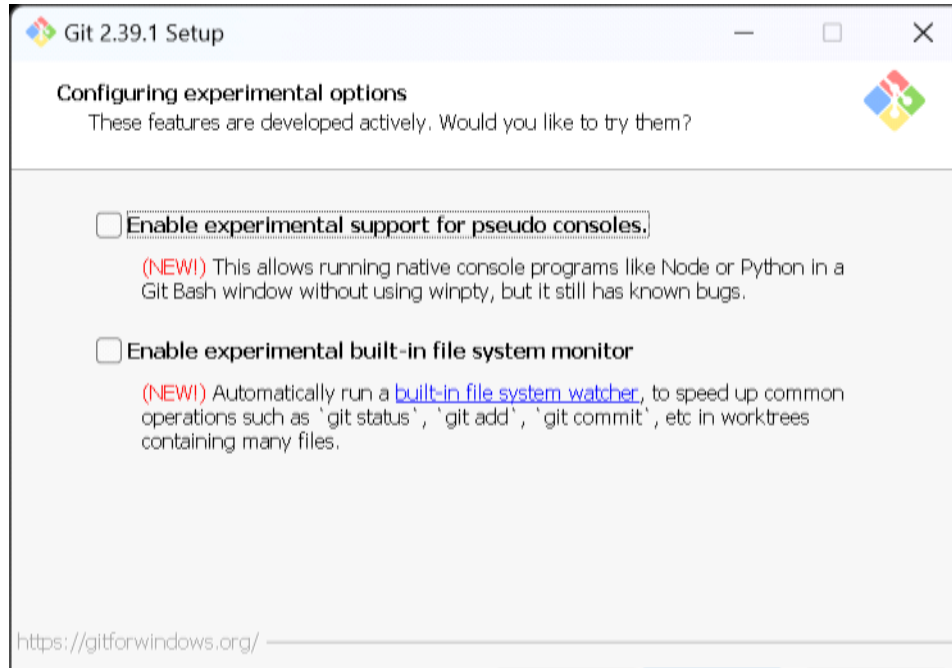 Git 2.39.1 Setup
Configuring experimental options
These features are developed actively. Would you like to try them?
Enable experimental support for pseudo consoles.
(NEW!) This allows running native console programs like Node or Python in a
Git Bash window without using winpty, but it still has known bugs.
Enable experimental built-in file system monitor
(NEW!) Automatically run a built-in file system watcher, to speed up common
operations such as `git status`, `git add`, `git commit`, etc in worktrees
containing many files.
https://gitforwindows.org/